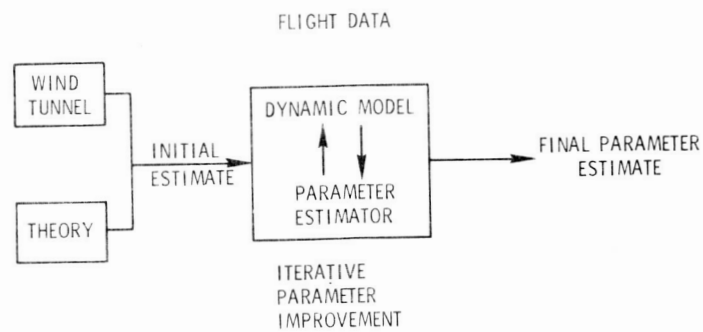 FLIGHT DATA
WIND
TUNNEL
THEORY
INITIAL
ESTIMATE
DYNAMIC MODEL
PARAMETER
ESTIMATOR
FINAL PARAMETER
ESTIMATE
ITERATIVE
PARAMETER
IMPROVEMENT